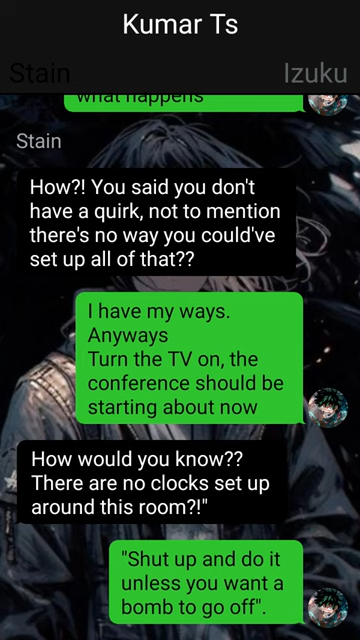 Kumar Ts
Stain Izuku
what happens
Stain
How?! You said you don't
have a quirk, not to mention
there's no way you could've
set up all of that??
I have my ways.
Anyways
Turn the TV on, the
conference should be
starting about now
How would you know??
There are no clocks set up
around this room?!"
"Shut up and do it
unless you want a
bomb to go off".